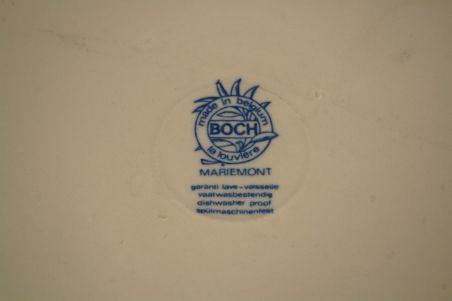 made in belgium
BOCH
la louvière
MARIEMONT
garanti lave-vaisselle
vaatwasbestendig
dishwasher proof
spülmaschinenfest